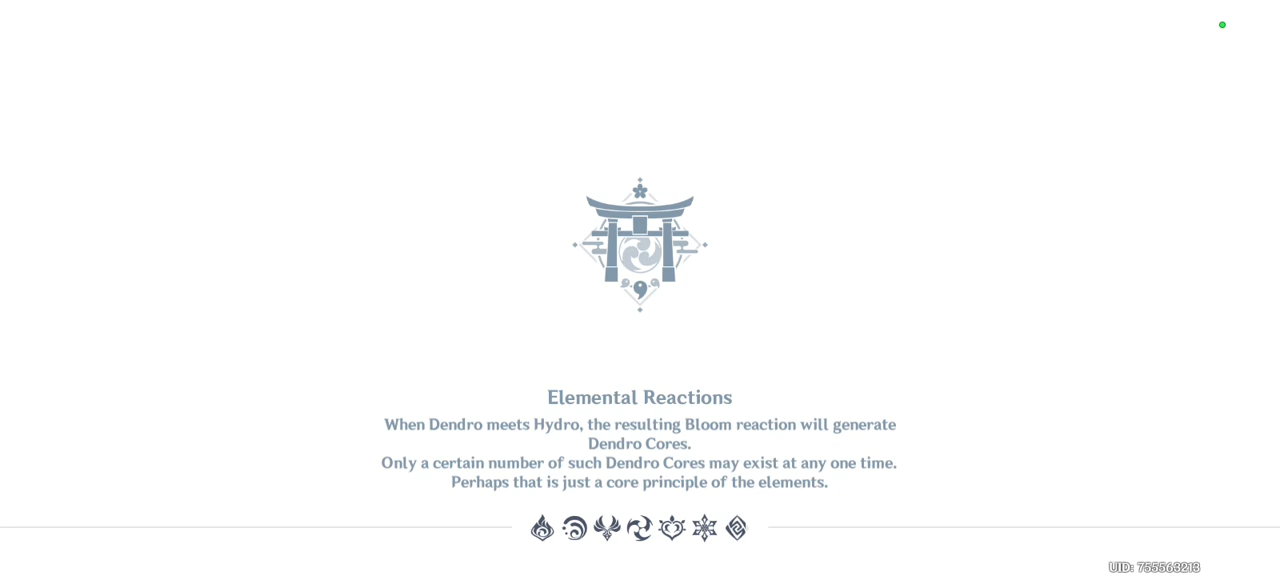 Elemental Reactions
When Dendro meets Hydro, the resulting Bloom reaction will generate
Dendro Cores.
Only a certain number of such Dendro Cores may exist at any one time.
Perhaps that is just a core principle of the elements.
UID: 755563213